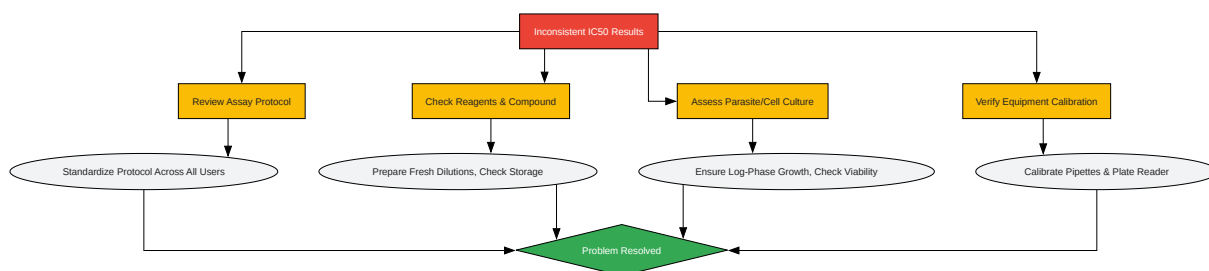 Inconsistent IC50 Results
Review Assay Protocol
Check Reagents & Compound
Assess Parasite/Cell Culture
Verify Equipment Calibration
Standardize Protocol Across All Users
Prepare Fresh Dilutions, Check Storage
Ensure Log-Phase Growth, Check Viability
Calibrate Pipettes & Plate Reader
Problem Resolved